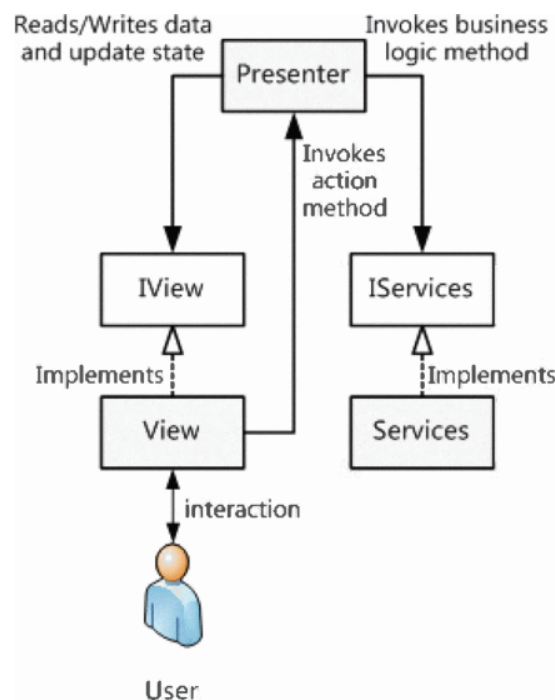 Reads/Writes data
and update state
Invokes business
logic method
Presenter
Invokes
action
method
IView
IServices
Implements
Implements
View
Services
interaction
User